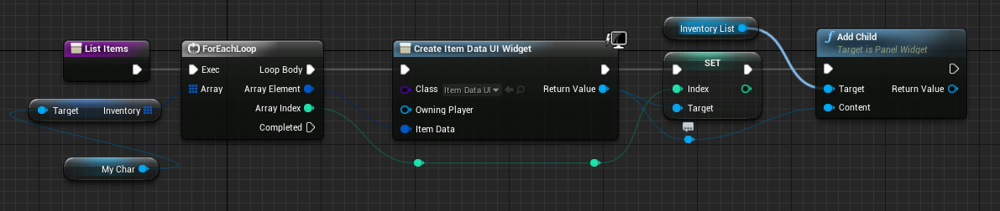 List Items
ForEachLoop
Exec
Loop Body
Array
Array Element
Array Index
Completed
Target
Inventory
My Char
Create Item Data UI Widget
Class
Item Data UI
Return Value
Owning Player
Item Data
Inventory List
SET
Index
Target
Add Child
Target is Panel Widget
Target
Return Value
Content